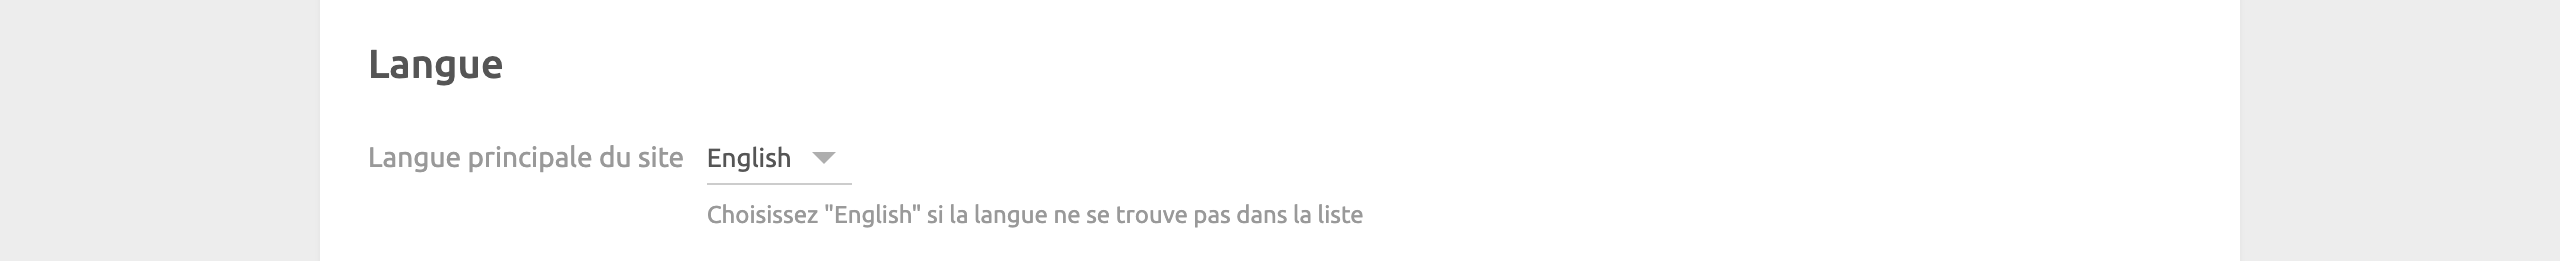 Langue
Langue principale du site English
Choisissez "English" si la langue ne se trouve pas dans la liste